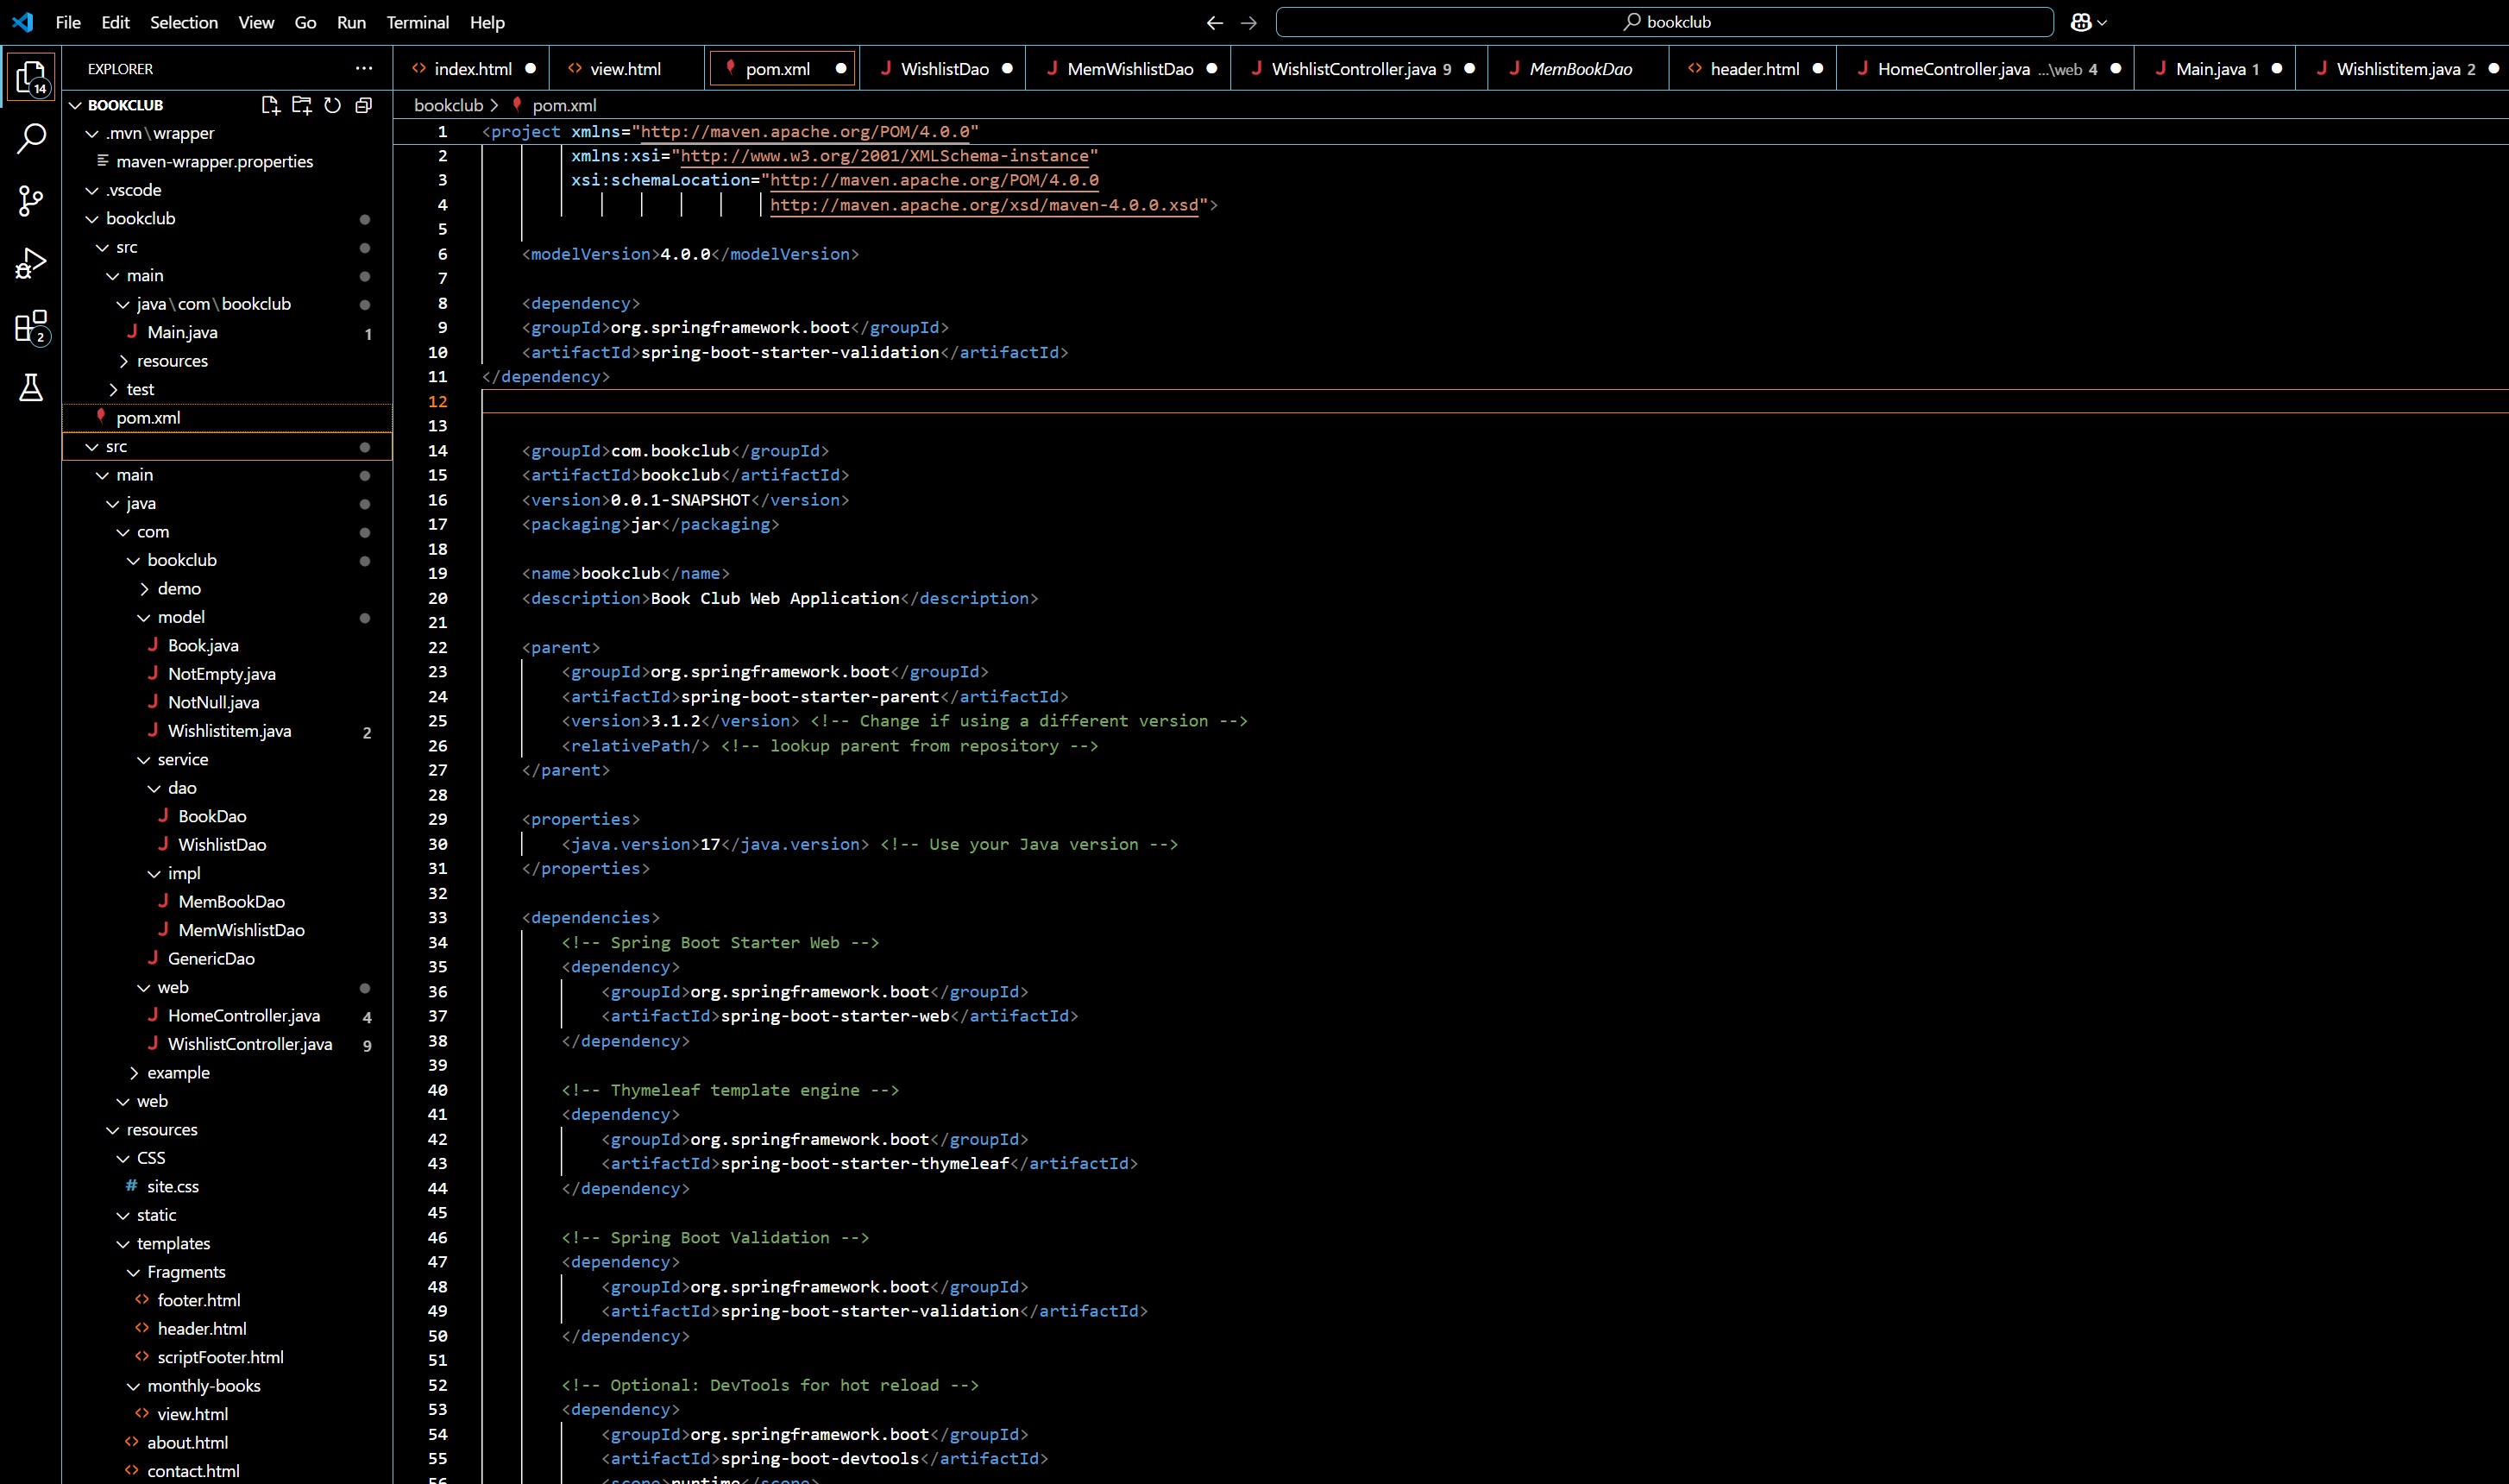 File Edit Selection View Go Run Terminal Help
bookclub
14
2
EXPLORER
BOOKCLUB
.mvn\wrapper
maven-wrapper.properties
.vscode
bookclub
src
main
java\com\bookclub
Main.java 1
resources
test
pom.xml
src
main
java
com
bookclub
demo
model
Book.java
NotEmpty.java
NotNull.java
Wishlistitem.java 2
service
dao
BookDao
WishlistDao
impl
MemBookDao
MemWishlistDao
GenericDao
web
HomeController.java 4
WishlistController.java 9
example
web
resources
CSS
site.css
static
templates
Fragments
footer.html
header.html
scriptFooter.html
monthly-books
view.html
about.html
contact.html
index.html view.html pom.xml WishlistDao MemWishlistDao WishlistController.java 9 MemBookDao header.html HomeController.java ...\web 4 Main.java 1 Wishlistitem.java 2
bookclub > pom.xml
1 <project xmlns="http://maven.apache.org/POM/4.0.0"
2 xmlns:xsi="http://www.w3.org/2001/XMLSchema-instance"
3 xsi:schemaLocation="http://maven.apache.org/POM/4.0.0
4 http://maven.apache.org/xsd/maven-4.0.0.xsd">
5
6 <modelVersion>4.0.0</modelVersion>
7
8 <dependency>
9 <groupId>org.springframework.boot</groupId>
10 <artifactId>spring-boot-starter-validation</artifactId>
11 </dependency>
12
13
14 <groupId>com.bookclub</groupId>
15 <artifactId>bookclub</artifactId>
16 <version>0.0.1-SNAPSHOT</version>
17 <packaging>jar</packaging>
18
19 <name>bookclub</name>
20 <description>Book Club Web Application</description>
21
22 <parent>
23 <groupId>org.springframework.boot</groupId>
24 <artifactId>spring-boot-starter-parent</artifactId>
25 <version>3.1.2</version> <!-- Change if using a different version -->
26 <relativePath/> <!-- lookup parent from repository -->
27 </parent>
28
29 <properties>
30 <java.version>17</java.version> <!-- Use your Java version -->
31 </properties>
32
33 <dependencies>
34 <!-- Spring Boot Starter Web -->
35 <dependency>
36 <groupId>org.springframework.boot</groupId>
37 <artifactId>spring-boot-starter-web</artifactId>
38 </dependency>
39
40 <!-- Thymeleaf template engine -->
41 <dependency>
42 <groupId>org.springframework.boot</groupId>
43 <artifactId>spring-boot-starter-thymeleaf</artifactId>
44 </dependency>
45
46 <!-- Spring Boot Validation -->
47 <dependency>
48 <groupId>org.springframework.boot</groupId>
49 <artifactId>spring-boot-starter-validation</artifactId>
50 </dependency>
51
52 <!-- Optional: DevTools for hot reload -->
53 <dependency>
54 <groupId>org.springframework.boot</groupId>
55 <artifactId>spring-boot-devtools</artifactId>
56 <scope>runtime</scope>